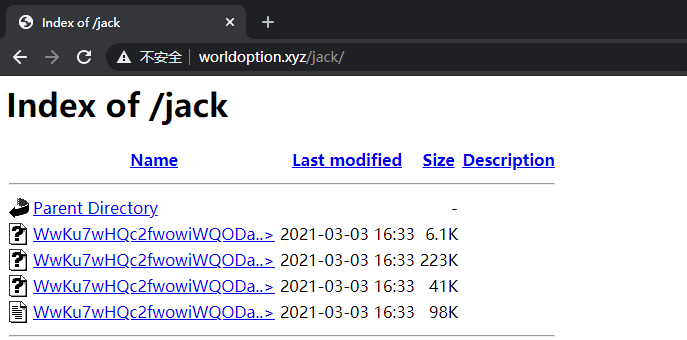 Index of /jack
不安全 worldoption.xyz/jack/
Index of /jack
Name Last modified Size Description
Parent Directory -
WwKu7wHQc2fwowiWQODa..> 2021-03-03 16:33 6.1K
WwKu7wHQc2fwowiWQODa..> 2021-03-03 16:33 223K
WwKu7wHQc2fwowiWQODa..> 2021-03-03 16:33 41K
WwKu7wHQc2fwowiWQODa..> 2021-03-03 16:33 98K